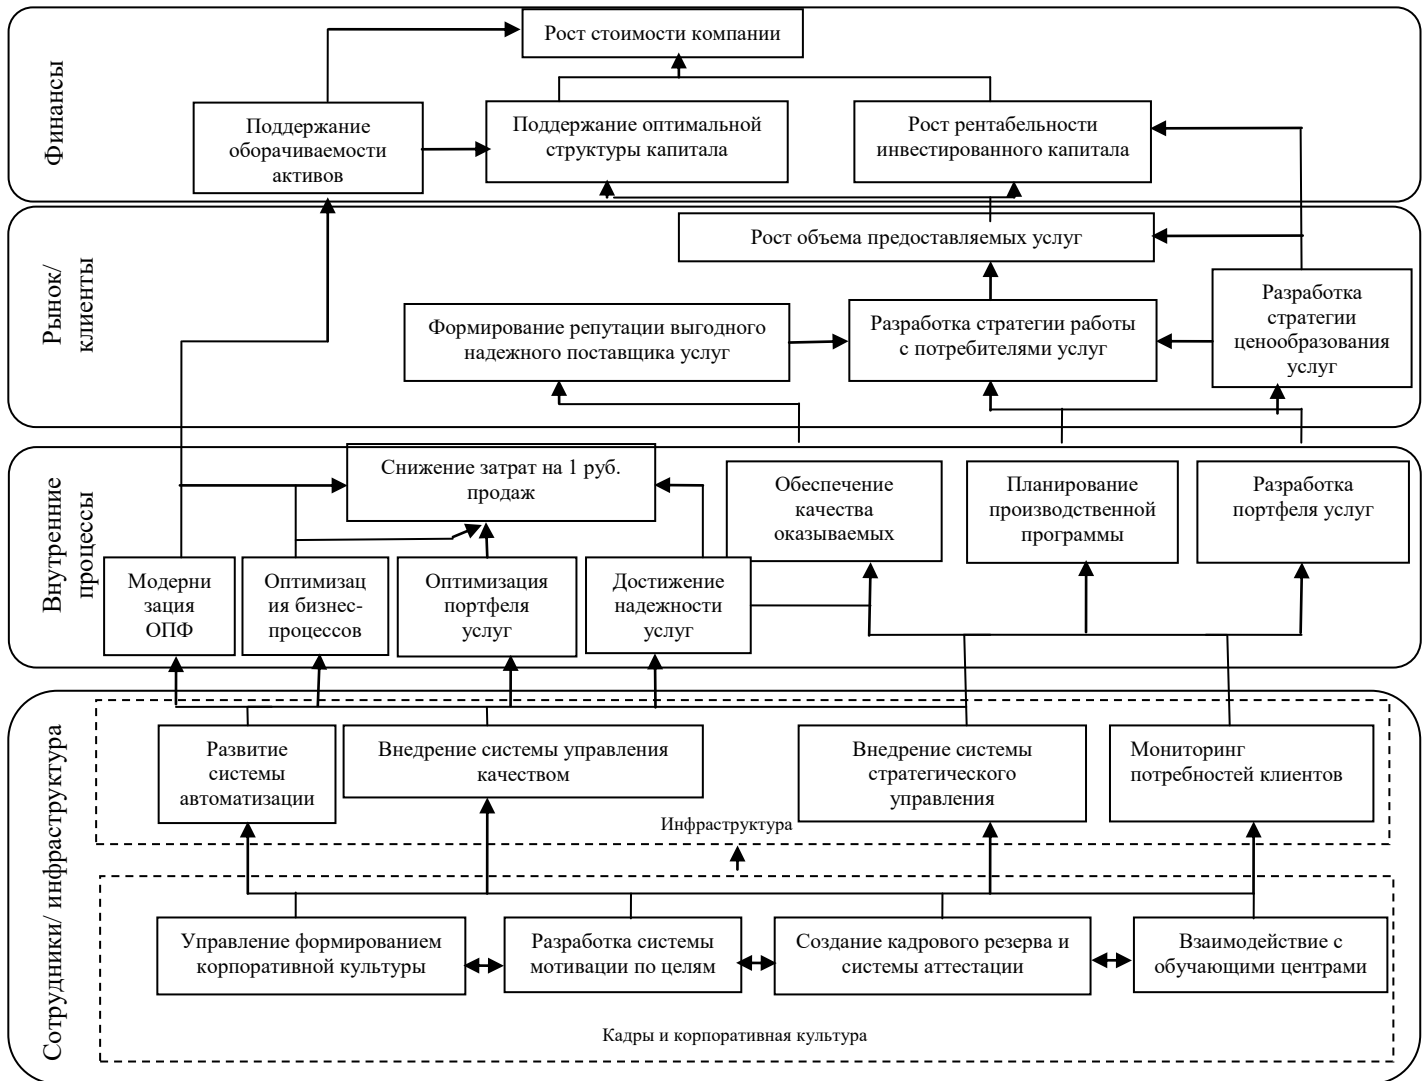 Финансы
Рост стоимости компании
Поддержание
оборачиваемости
активов
Поддержание оптимальной
структуры капитала
Рост рентабельности
инвестированного капитала
Рынок/
клиенты
Рост объема предоставляемых услуг
Формирование репутации выгодного
надежного поставщика услуг
Разработка стратегии работы
с потребителями услуг
Разработка
стратегии
ценообразования
услуг
Внутренние
процессы
Снижение затрат на 1 руб.
продаж
Обеспечение
качества
оказываемых
Планирование
производственной
программы
Разработка
портфеля услуг
Модерни
зация
ОПФ
Оптимизац
ия бизнес-
процессов
Оптимизация
портфеля
услуг
Достижение
надежности
услуг
Сотрудники/ инфраструктура
Развитие
системы
автоматизации
Внедрение системы управления
качеством
Внедрение системы
стратегического
управления
Мониторинг
потребностей клиентов
Инфраструктура
Управление формированием
корпоративной культуры
Разработка системы
мотивации по целям
Создание кадрового резерва и
системы аттестации
Взаимодействие с
обучающими центрами
Кадры и корпоративная культура